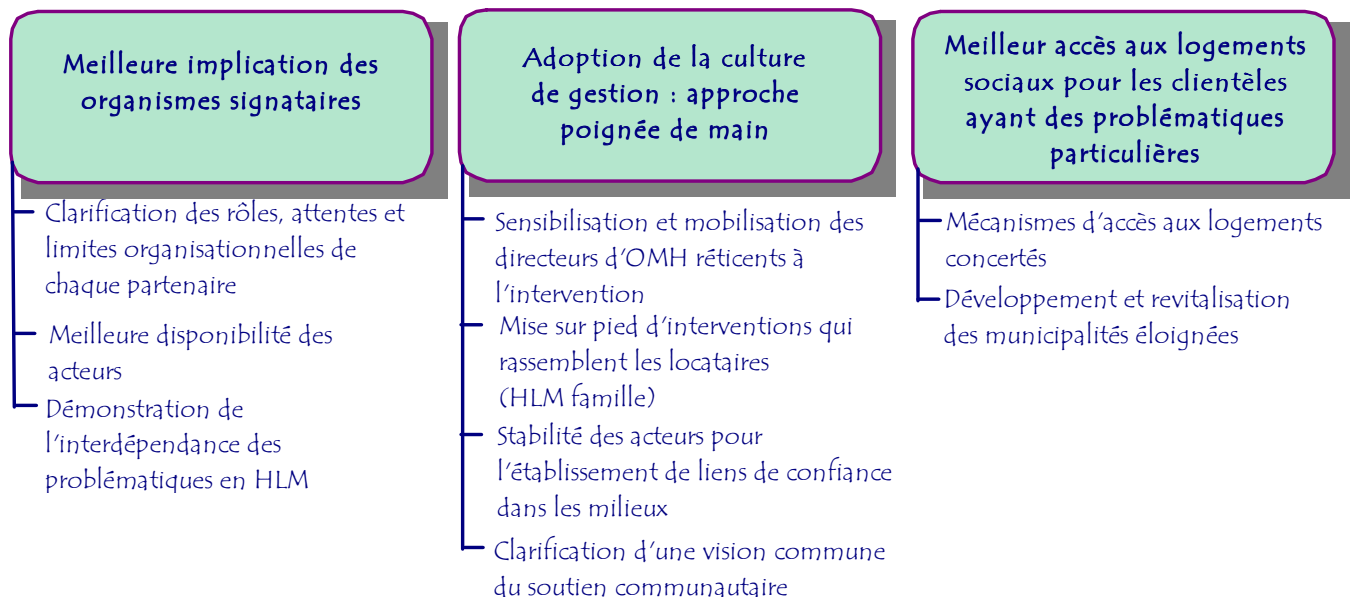 Meilleure implication des
organismes signataires
Clarification des rôles, attentes et
limites organisationnelles de
chaque partenaire
Meilleure disponibilité des
acteurs
Démonstration de
l'interdépendance des
problématiques en HLM
Adoption de la culture
de gestion : approche
poignée de main
Sensibilisation et mobilisation des
directeurs d'OMH réticents à
l'intervention
Mise sur pied d'interventions qui
rassemblent les locataires
(HLM famille)
Stabilité des acteurs pour
l'établissement de liens de confiance
dans les milieux
Clarification d'une vision commune
du soutien communautaire
Meilleur accès aux logements
sociaux pour les clientèles
ayant des problématiques
particulières
Mécanismes d'accès aux logements
concertés
Développement et revitalisation
des municipalités éloignées